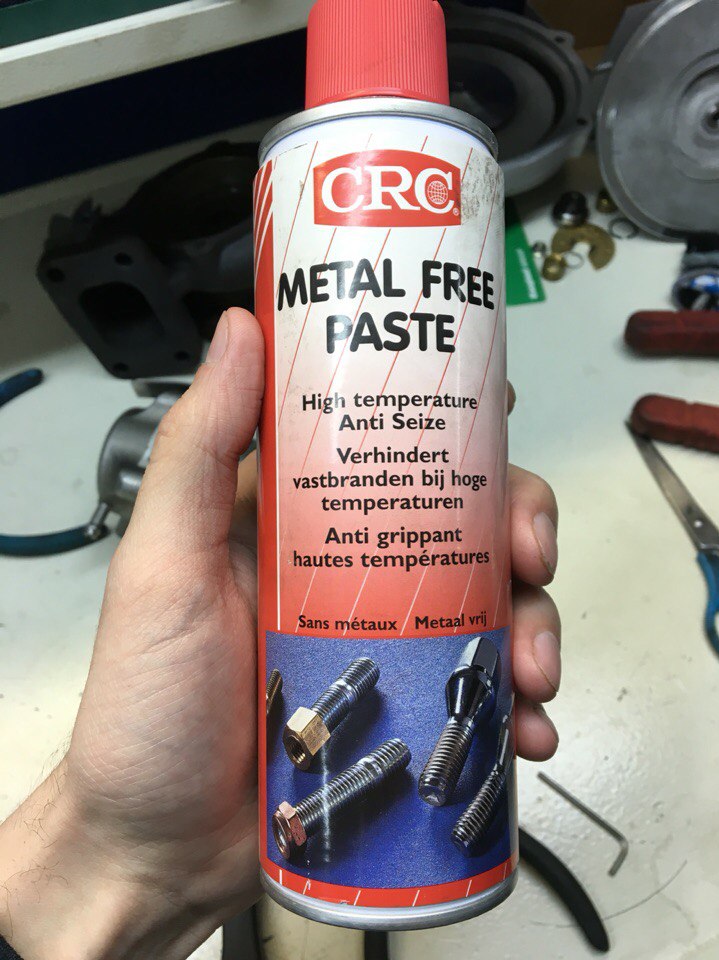 CRC®
METAL FREE
PASTE
High temperature
Anti Seize
Verhindert
vastbranden bij hoge
temperaturen
Anti grippant
hautes températures
Sans métaux Metaal vrij